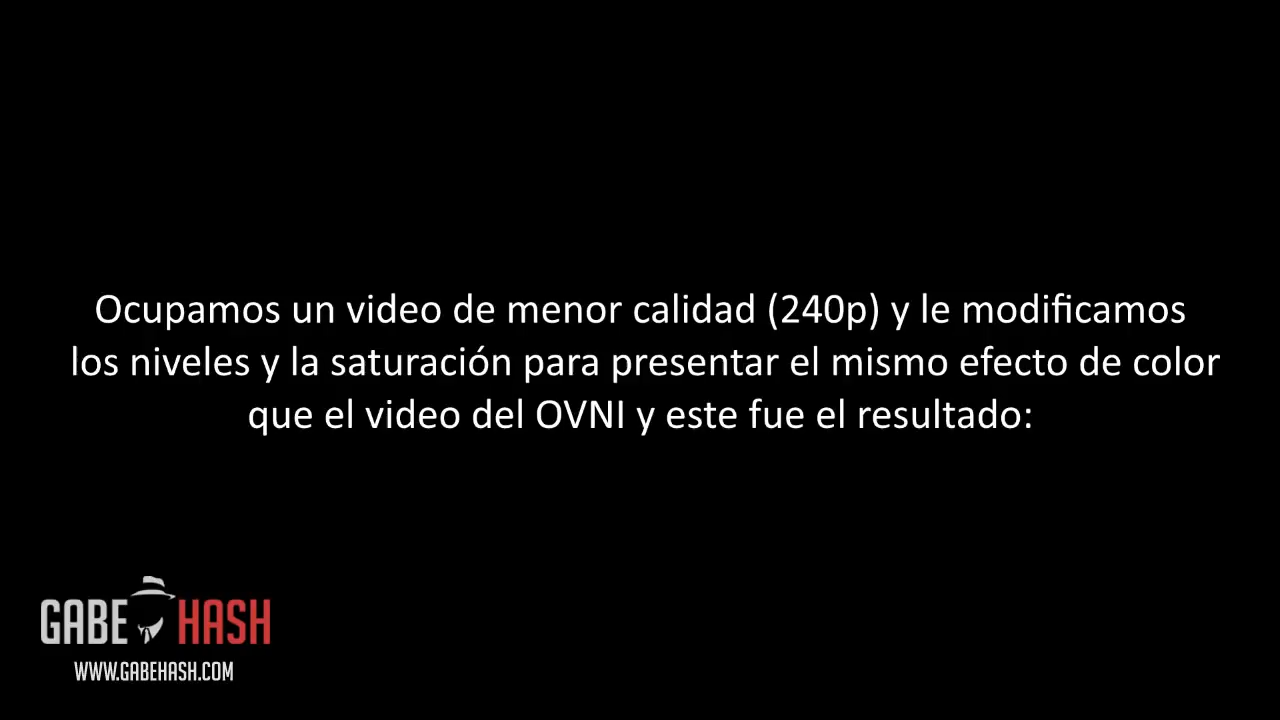 Ocupamos un video de menor calidad (240p) y le modificamos
los niveles y la saturación para presentar el mismo efecto de color
que el video del OVNI y este fue el resultado:
GABE HASH
WWW.GABEHASH.COM